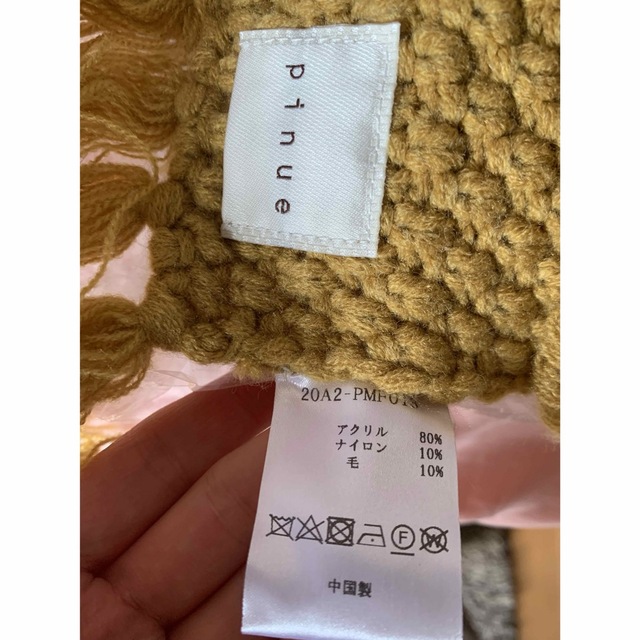 pinue
アクリル 80%
ナイロン 10%
毛 10%
中国製